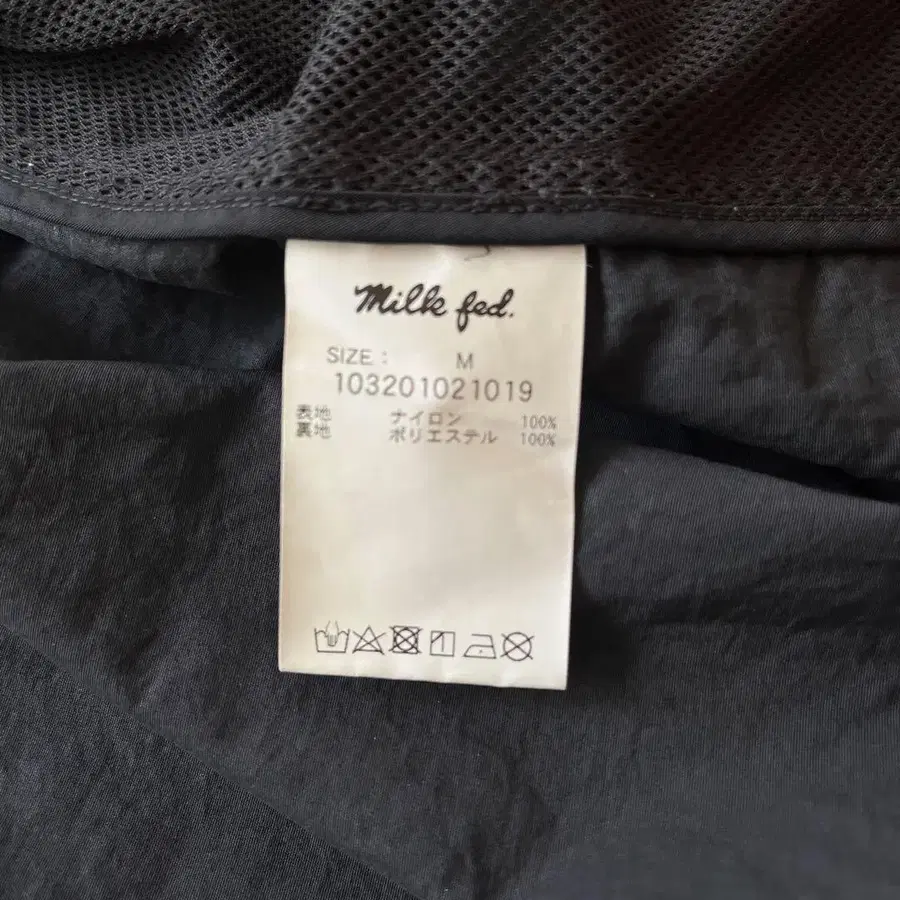 Milk fed.
SIZE : M
103201021019
表地 ナイロン 100%
裏地 ポリエステル 100%